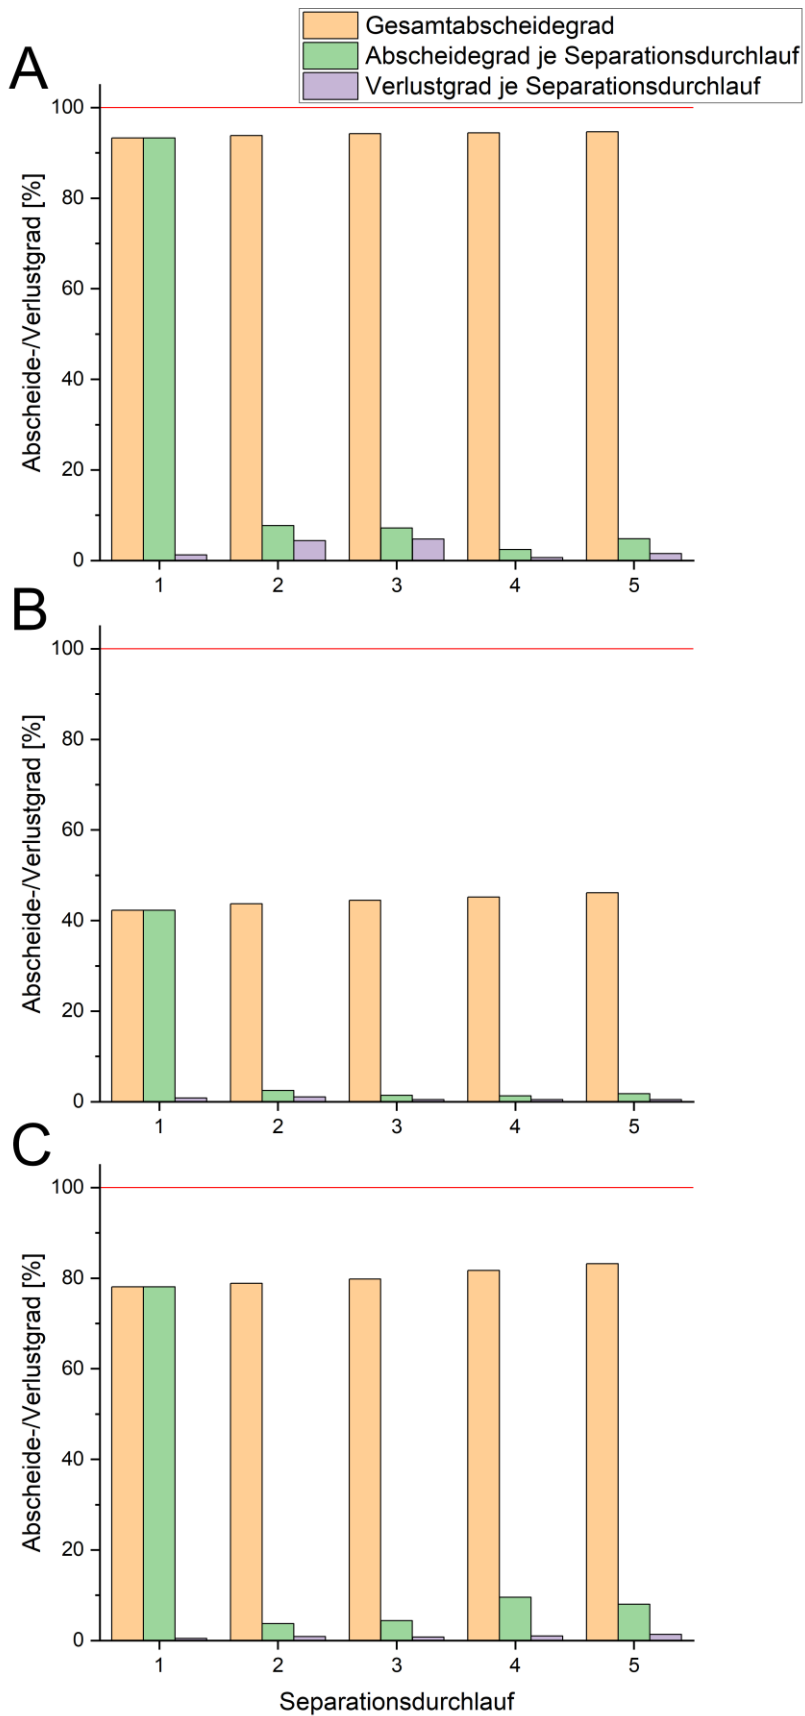 Gesamtabscheidegrad
Abscheidegrad je Separationsdurchlauf
Verlustgrad je Separationsdurchlauf
A
Abscheide-/Verlustgrad [%]
100
80
60
40
20
0
1 2 3 4 5
B
Abscheide-/Verlustgrad [%]
100
80
60
40
20
0
1 2 3 4 5
C
Abscheide-/Verlustgrad [%]
100
80
60
40
20
0
1 2 3 4 5
Separationsdurchlauf